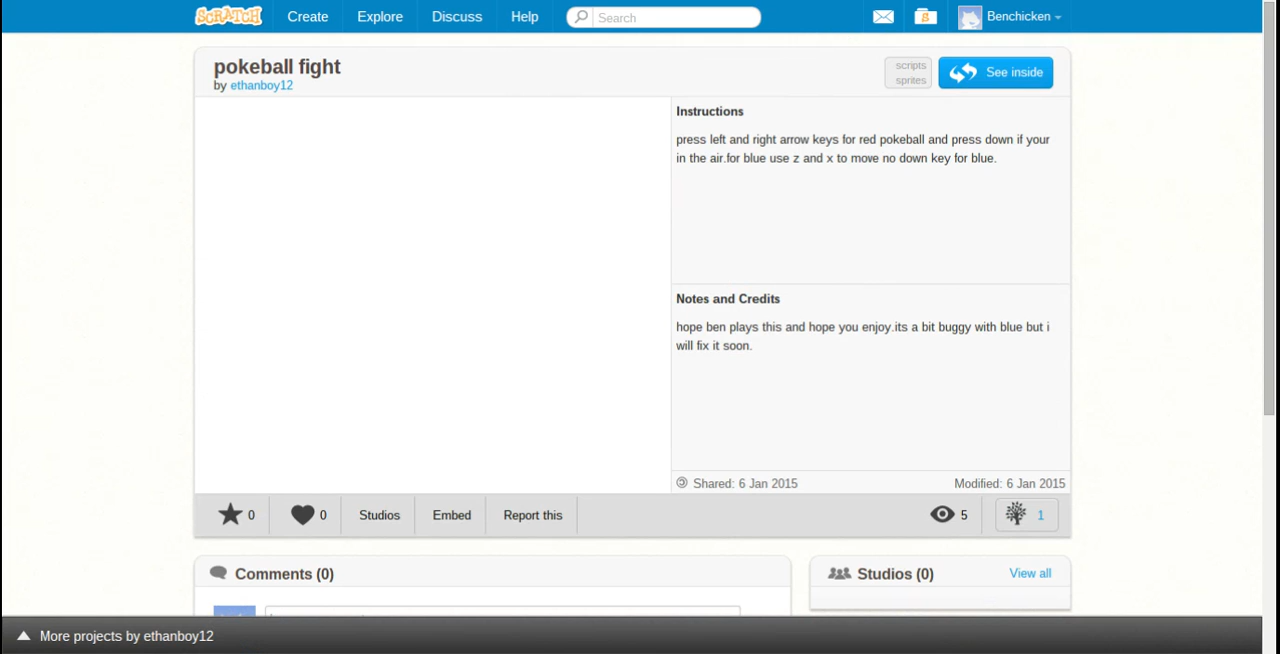 SCRATCH Create Explore Discuss Help Search Benchicken
pokeball fight
by ethanboy12
scripts
sprites
See inside
Instructions
press left and right arrow keys for red pokeball and press down if your
in the air.for blue use z and x to move no down key for blue.
Notes and Credits
hope ben plays this and hope you enjoy.its a bit buggy with blue but i
will fix it soon.
Shared: 6 Jan 2015 Modified: 6 Jan 2015
0 0 Studios Embed Report this 5 1
Comments (0)
Studios (0) View all
More projects by ethanboy12